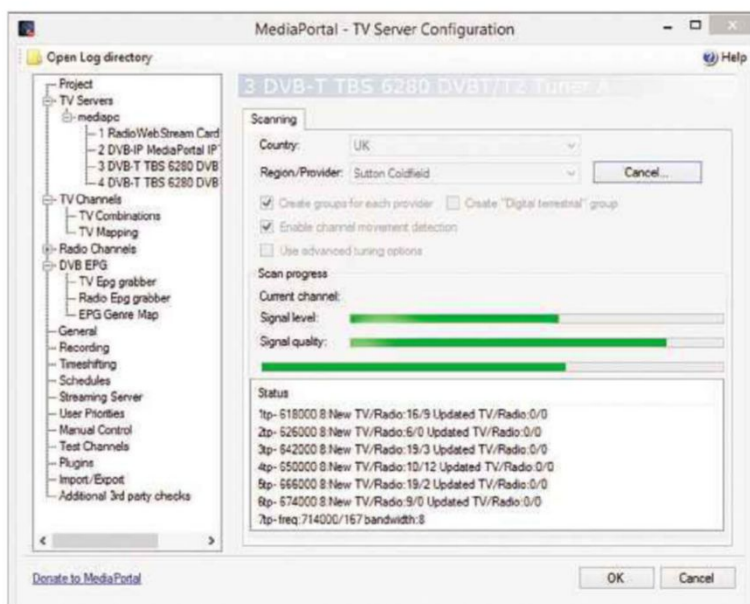 MediaPortal - TV Server Configuration
Open Log directory
Help
Project
TV Servers
mediapc
1 RadioWebStream Card
2 DVB-IP MediaPortal IP
3 DVB-T TBS 6280 DVB
4 DVB-T TBS 6280 DVB
TV Channels
TV Combinations
TV Mapping
Radio Channels
DVB EPG
TV Epg grabber
Radio Epg grabber
EPG Genre Map
General
Recording
Timeshifting
Schedules
Streaming Server
User Priorities
Manual Control
Test Channels
Plugins
Import/Export
Additional 3rd party checks
3 DVB-T TBS 6280 DVBT/T2 Tuner A
Scanning
Country: UK
Region/Provider: Sutton Coldfield Cancel...
Create groups for each provider Create "Digital terrestrial" group
Enable channel movement detection
Use advanced tuning options
Scan progress
Current channel:
Signal level:
Signal quality:
Status
1tp- 618000 8:New TV/Radio:16/9 Updated TV/Radio:0/0
2tp- 626000 8:New TV/Radio:6/0 Updated TV/Radio:0/0
3tp- 642000 8:New TV/Radio:19/3 Updated TV/Radio:0/0
4tp- 650000 8:New TV/Radio:10/12 Updated TV/Radio:0/0
5tp- 666000 8:New TV/Radio:19/2 Updated TV/Radio:0/0
6tp- 674000 8:New TV/Radio:9/0 Updated TV/Radio:0/0
7tp- freq:714000/167 bandwidth:8
Donate to MediaPortal
OK Cancel